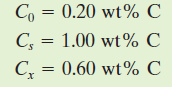 C₀ = 0.20 wt% C
Cₛ = 1.00 wt% C
Cₓ = 0.60 wt% C